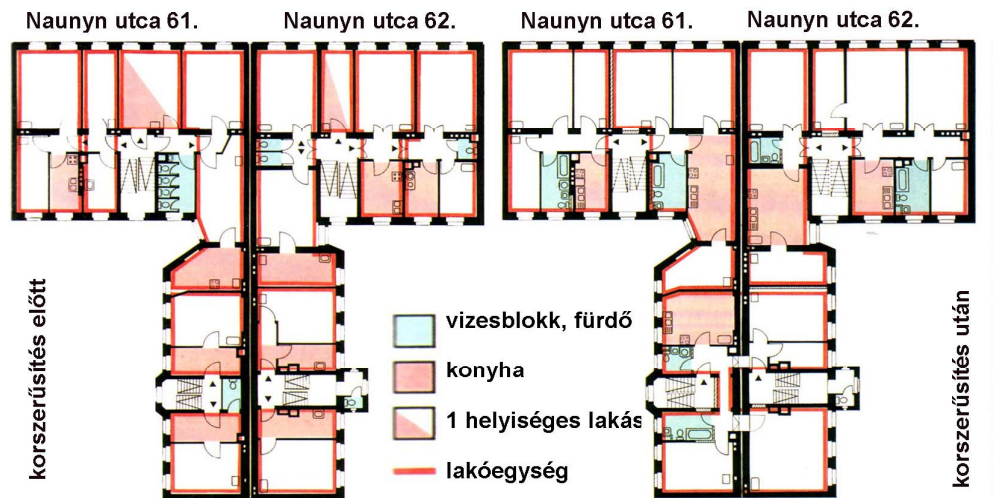 Naunyn utca 61.
Naunyn utca 62.
Naunyn utca 61.
Naunyn utca 62.
korszerűsítés előtt
vizesblokk, fürdő
konyha
1 helyiséges lakás
lakóegység
korszerűsítés után